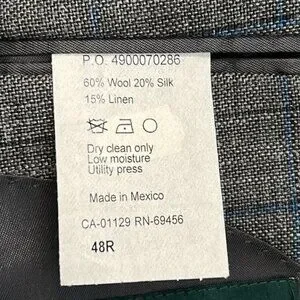 P.O. 4900070286
60% Wool 20% Silk
15% Linen
Dry clean only
Low moisture
Utility press
Made in Mexico
CA-01129 RN-69456
48R